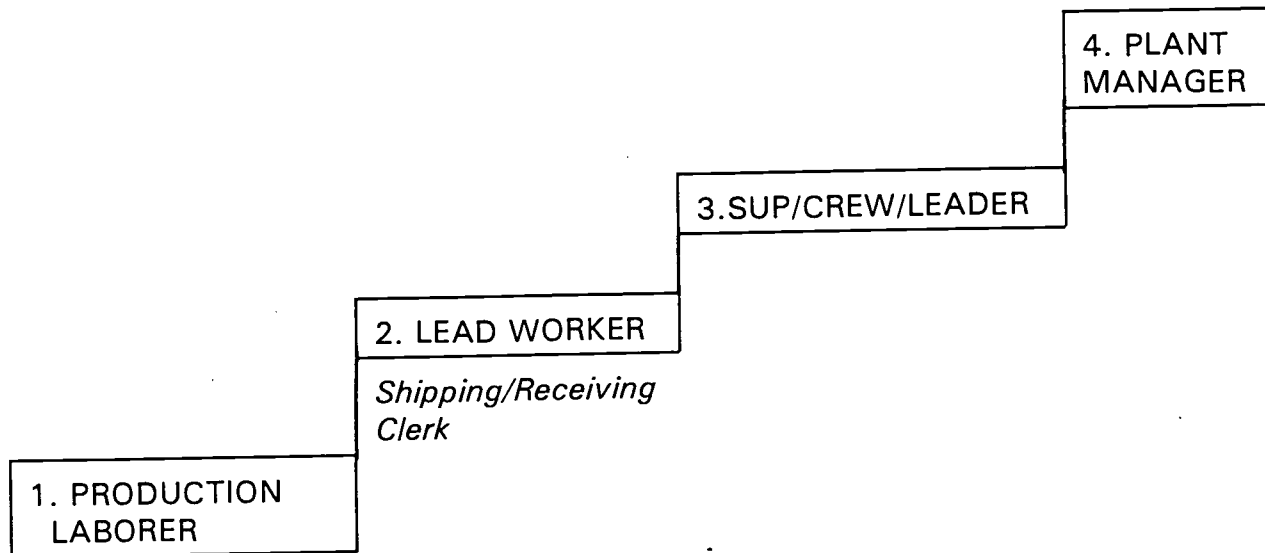 4. PLANT
MANAGER
3.SUP/CREW/LEADER
2. LEAD WORKER
Shipping/Receiving
Clerk
1. PRODUCTION
LABORER